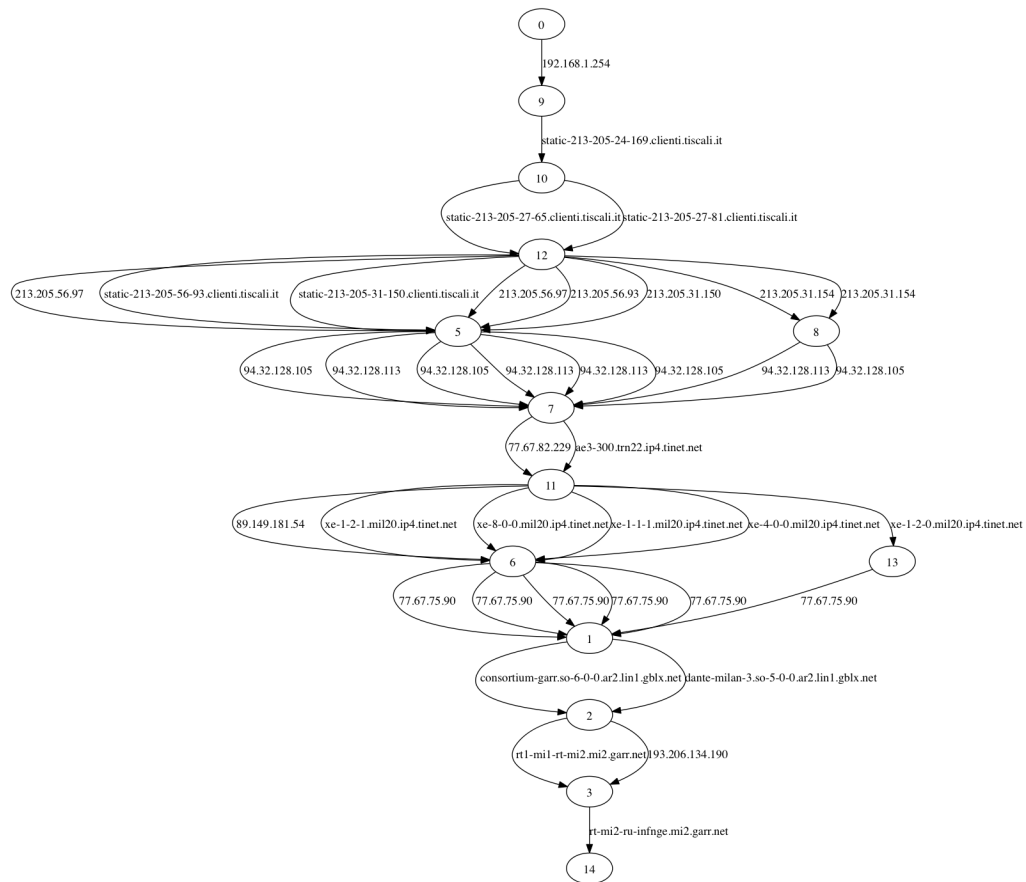 0
192.168.1.254
9
static-213-205-24-169.clienti.tiscali.it
10
static-213-205-27-65.clienti.tiscali.it static-213-205-27-81.clienti.tiscali.it
12
213.205.56.97 static-213-205-56-93.clienti.tiscali.it static-213-205-31-150.clienti.tiscali.it 213.205.56.97 213.205.56.93 213.205.31.150 213.205.31.154 213.205.31.154
5 8
94.32.128.105 94.32.128.113 94.32.128.105 94.32.128.113 94.32.128.113 94.32.128.105 94.32.128.113 94.32.128.105
7
77.67.82.229 ae3-300.trn22.ip4.tinet.net
11
89.149.181.54 xe-1-2-1.mil20.ip4.tinet.net xe-8-0-0.mil20.ip4.tinet.net xe-1-1-1.mil20.ip4.tinet.net xe-4-0-0.mil20.ip4.tinet.net xe-1-2-0.mil20.ip4.tinet.net
6 13
77.67.75.90 77.67.75.90 77.67.75.90 77.67.75.90 77.67.75.90 77.67.75.90
1
consortium-garr.so-6-0-0.ar2.lin1.gblx.net dante-milan-3.so-5-0-0.ar2.lin1.gblx.net
2
rt1-mi1-rt-mi2.mi2.garr.net 193.206.134.190
3
rt-mi2-ru-infnge.mi2.garr.net
14